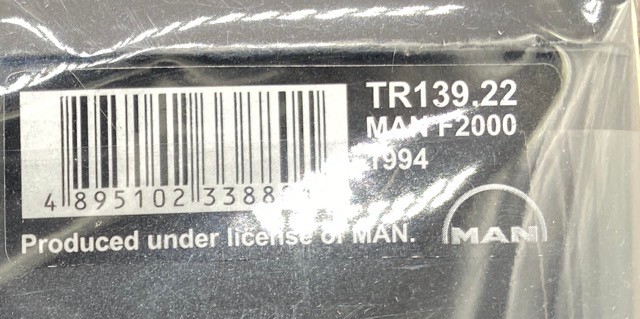 TR139.22
MAN F2000
1994
4 895102 3388
Produced under license of MAN.
MAN